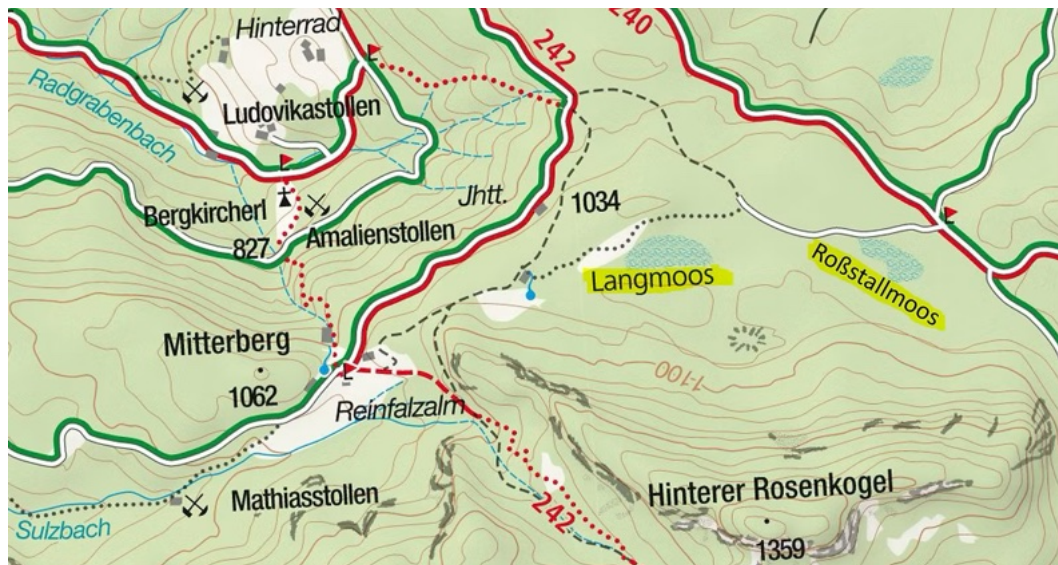 Hinterrad
242
240
Radgrabenbach
Ludovikastollen
Jhtt.
1034
Bergkircherl
827
Amalienstollen
Langmoos
Roßstallmoos
Mitterberg
1062
1100
Reinfalzalm
Mathiasstollen
Hinterer Rosenkogel
242
Sulzbach
1359